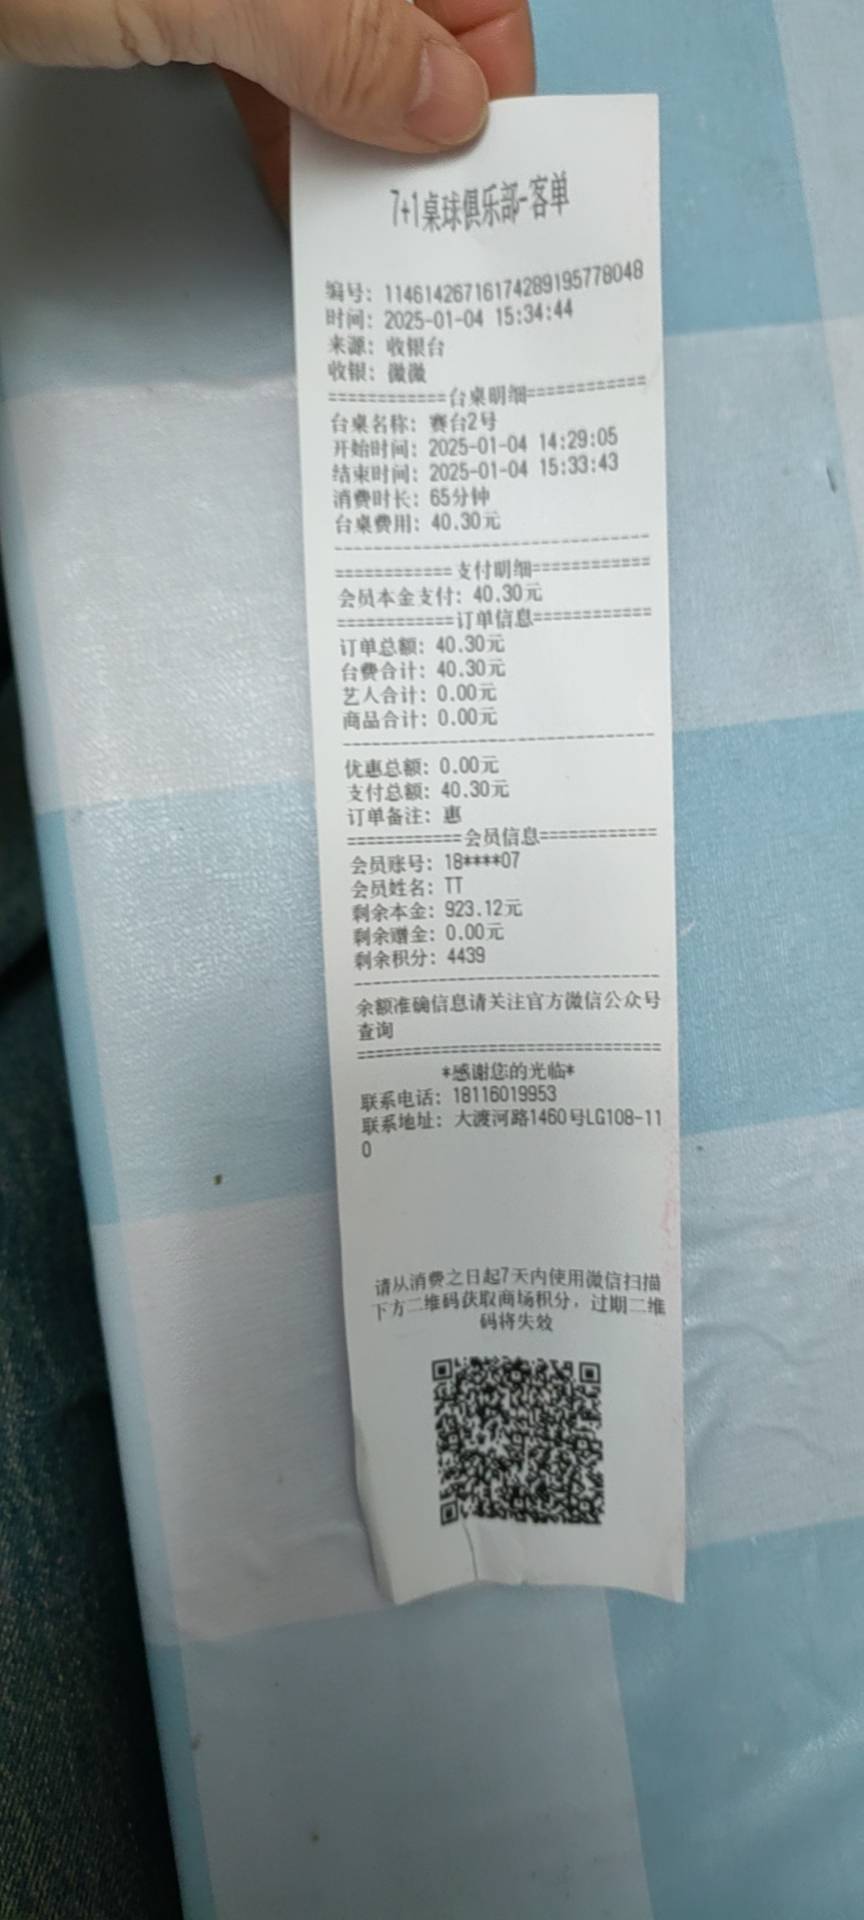 7+1桌球俱乐部-客单
编号: 11461426716174289195778048
时间: 2025-01-04 15:34:44
来源: 收银台
收银: 溦溦
============台桌明细============
台桌名称: 赛台2号
开始时间: 2025-01-04 14:29:05
结束时间: 2025-01-04 15:33:43
消费时长: 65分钟
台桌费用: 40.30元
--------------------------------
============支付明细============
会员本金支付: 40.30元
============订单信息============
订单总额: 40.30元
台费合计: 40.30元
艺人合计: 0.00元
商品合计: 0.00元
--------------------------------
优惠总额: 0.00元
支付总额: 40.30元
订单备注: 惠
============会员信息============
会员账号: 18****07
会员姓名: TT
剩余本金: 923.12元
剩余赠金: 0.00元
剩余积分: 4439
--------------------------------
余额准确信息请关注官方微信公众号
查询
================================
*感谢您的光临*
联系电话: 18116019953
联系地址: 大渡河路1460号LG108-11
0
请从消费之日起7天内使用微信扫描
下方二维码获取商场积分，过期二维
码将失效